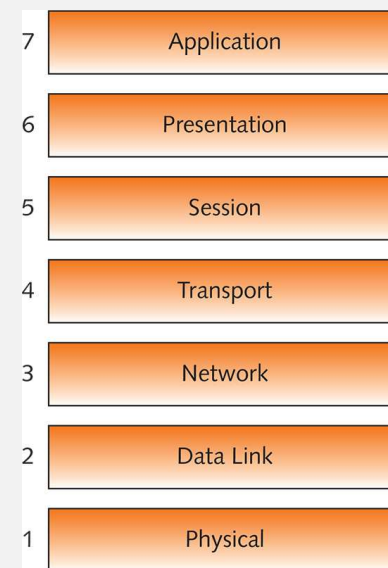 7 Application
6 Presentation
5 Session
4 Transport
3 Network
2 Data Link
1 Physical